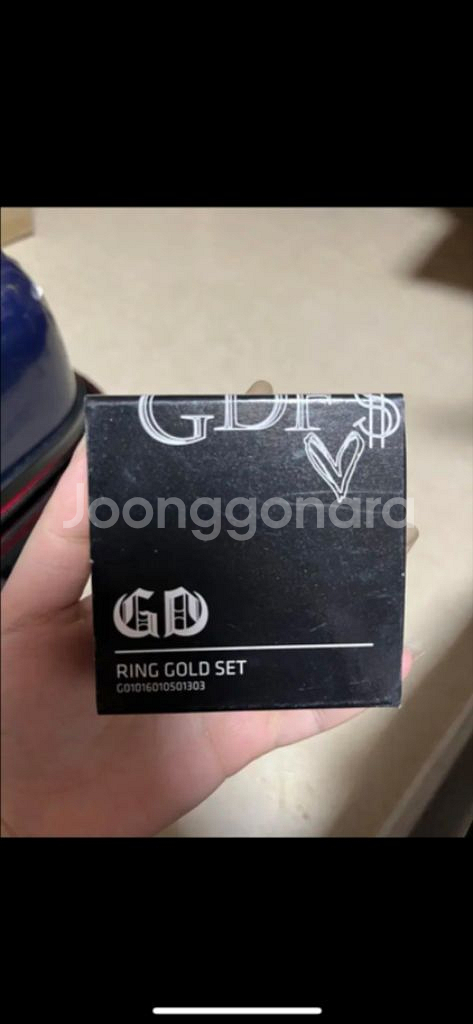 GDF$
Joonggonara
GD
RING GOLD SET
G01016010501303